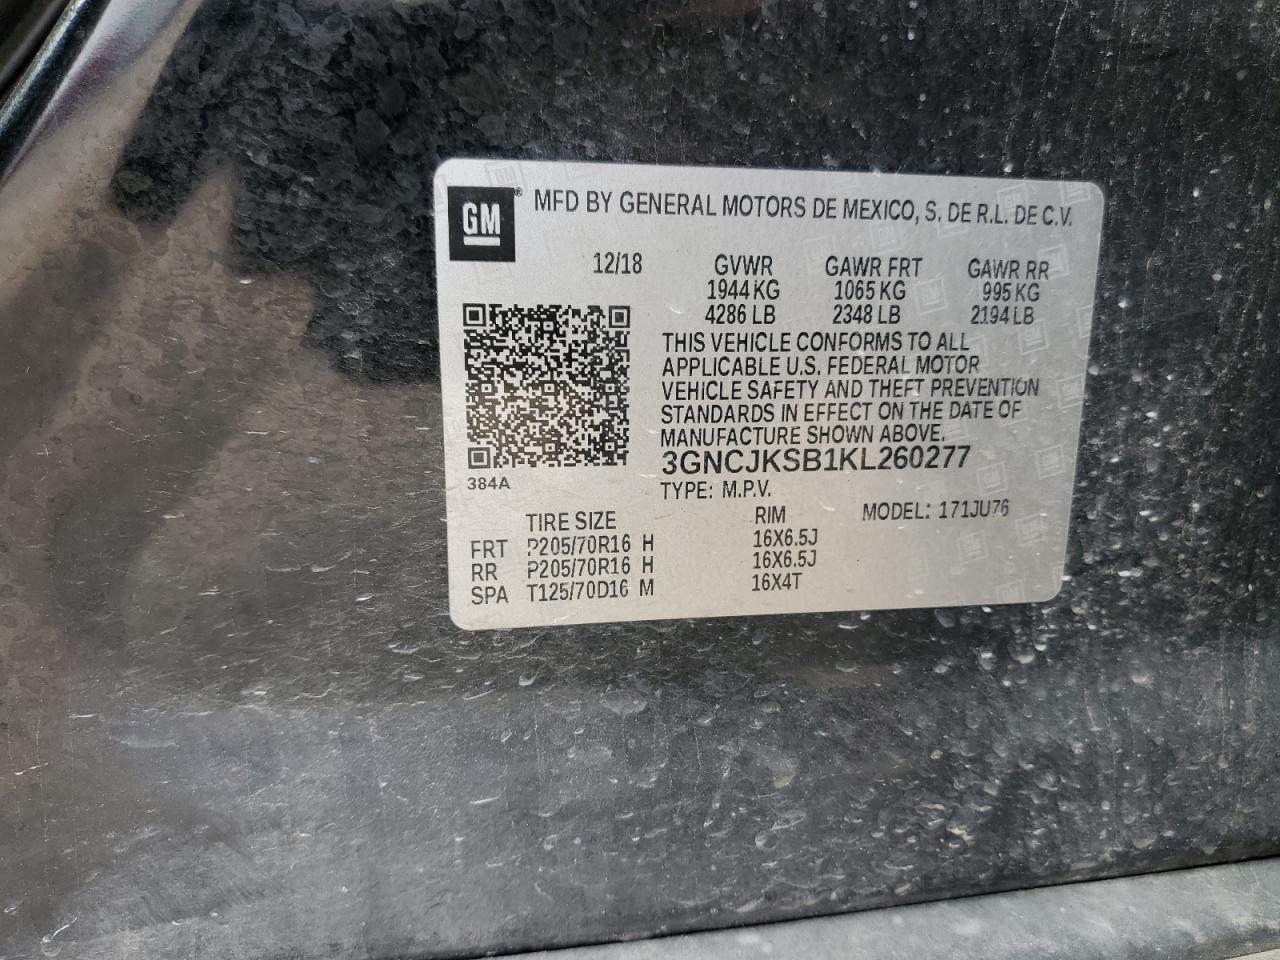 GM® MFD BY GENERAL MOTORS DE MEXICO, S. DE R.L. DE C.V.
12/18 GVWR GAWR FRT GAWR RR
1944 KG 1065 KG 995 KG
4286 LB 2348 LB 2194 LB
THIS VEHICLE CONFORMS TO ALL
APPLICABLE U.S. FEDERAL MOTOR
VEHICLE SAFETY AND THEFT PREVENTION
STANDARDS IN EFFECT ON THE DATE OF
MANUFACTURE SHOWN ABOVE.
3GNCJKSB1KL260277
384A
TYPE: M.P.V.
TIRE SIZE RIM MODEL: 171JU76
FRT P205/70R16 H 16X6.5J
RR P205/70R16 H 16X6.5J
SPA T125/70D16 M 16X4T